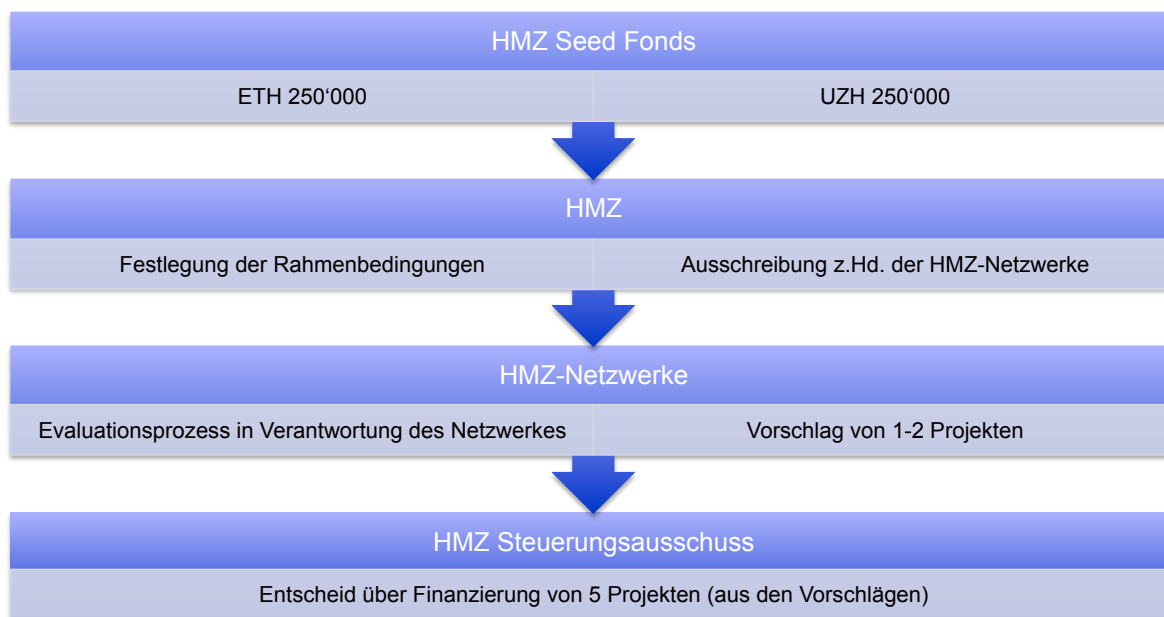 HMZ Seed Fonds
ETH 250‘000
UZH 250‘000
HMZ
Festlegung der Rahmenbedingungen
Ausschreibung z.Hd. der HMZ-Netzwerke
HMZ-Netzwerke
Evaluationsprozess in Verantwortung des Netzwerkes
Vorschlag von 1-2 Projekten
HMZ Steuerungsausschuss
Entscheid über Finanzierung von 5 Projekten (aus den Vorschlägen)